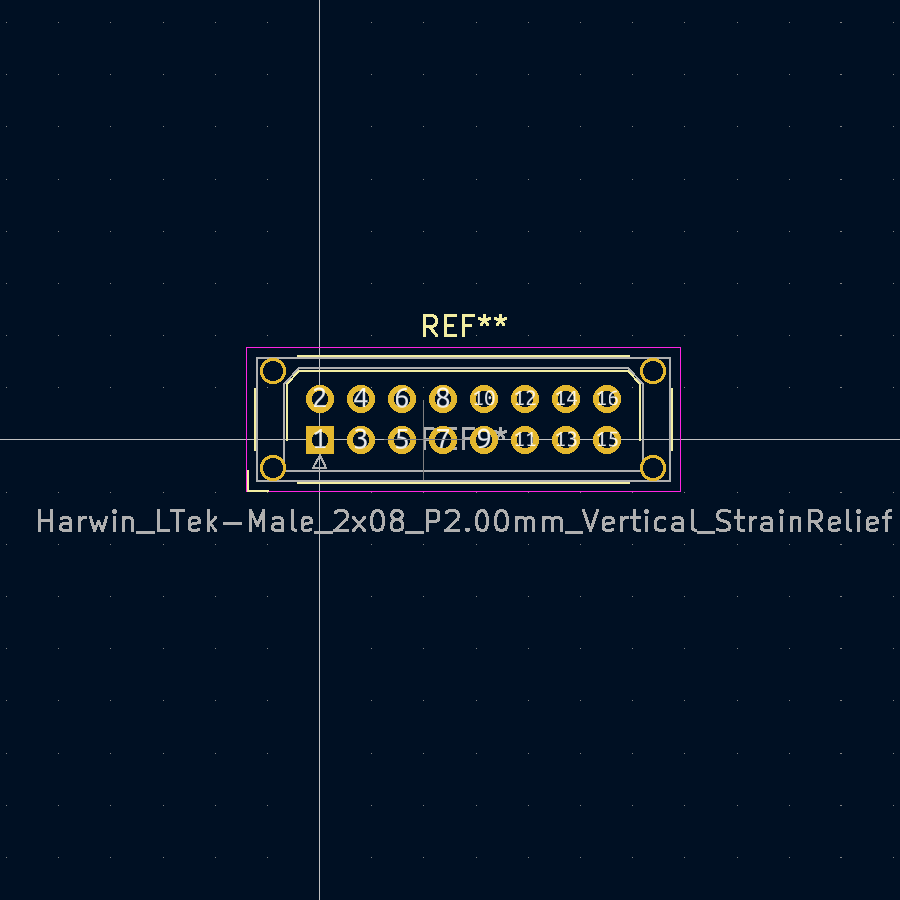 REF**
2 4 6 8 10 12 14 16
1 3 5 7 9 11 13 15
REF**
Harwin_LTek-Male_2x08_P2.00mm_Vertical_StrainRelief